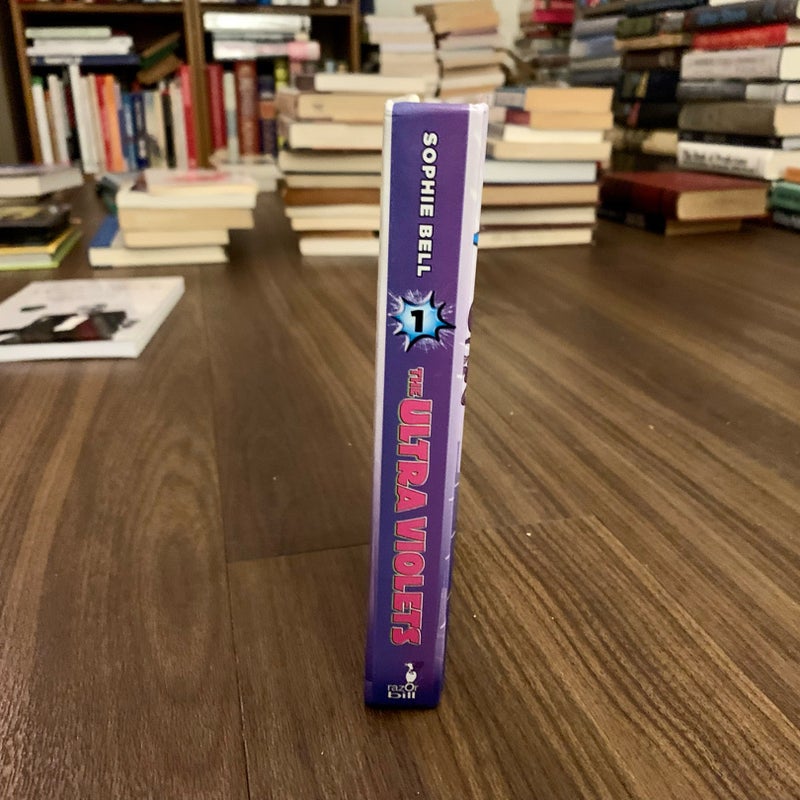 SOPHIE BELL
1
THE ULTRA VIOLETS
razOr
bill